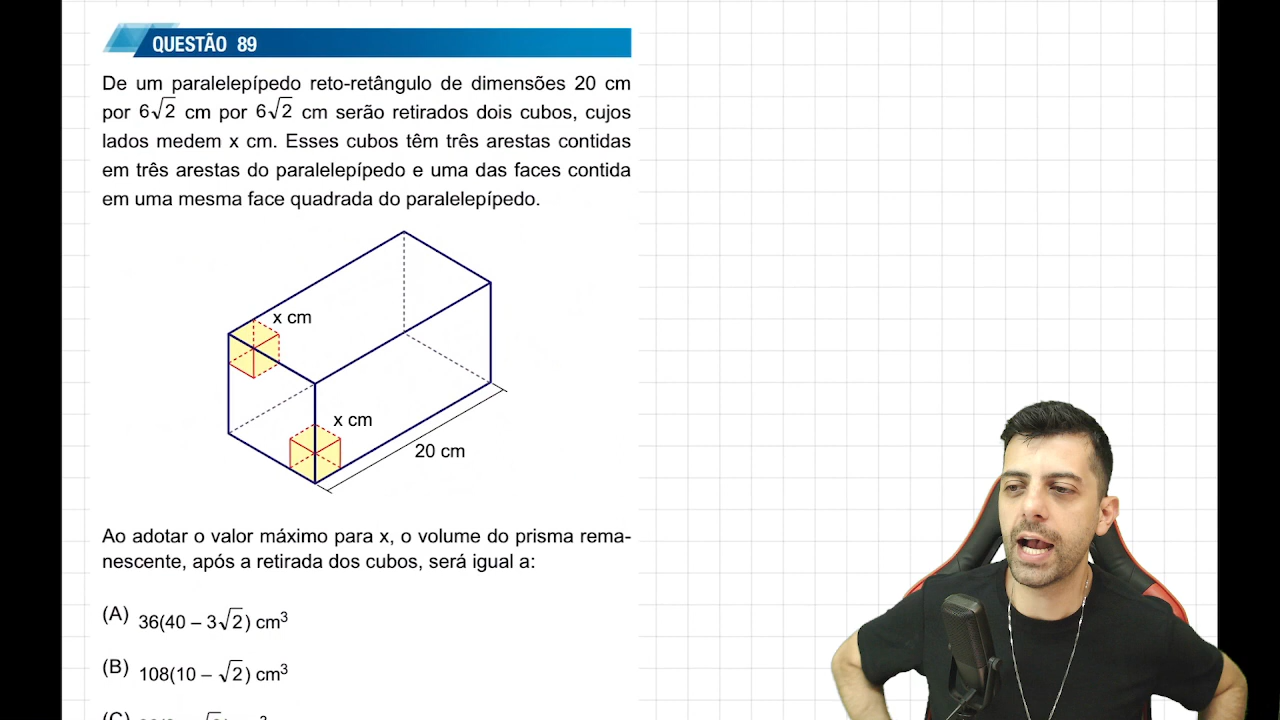 QUESTÃO 89
De um paralelepípedo reto-retângulo de dimensões 20 cm
por 6√2 cm por 6√2 cm serão retirados dois cubos, cujos
lados medem x cm. Esses cubos têm três arestas contidas
em três arestas do paralelepípedo e uma das faces contida
em uma mesma face quadrada do paralelepípedo.
x cm
x cm
20 cm
Ao adotar o valor máximo para x, o volume do prisma rema-
nescente, após a retirada dos cubos, será igual a:
(A) 36(40 – 3√2) cm³
(B) 108(10 – √2) cm³